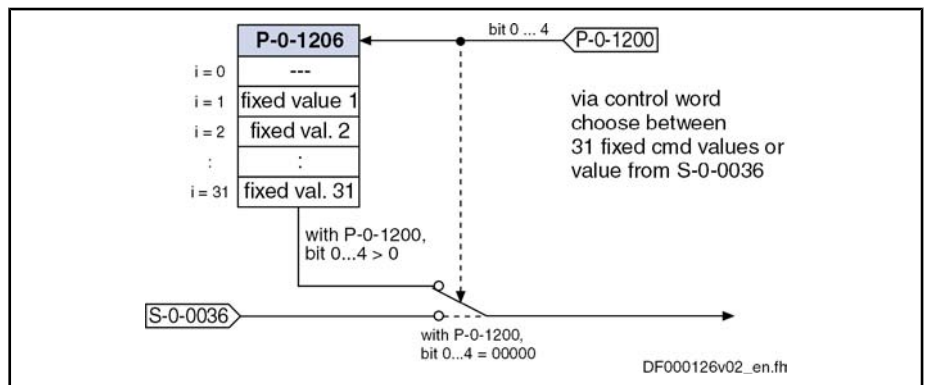 P-0-1206
bit 0 ... 4
P-0-1200
i = 0
---
i = 1
fixed value 1
i = 2
fixed val. 2
:
:
i = 31
fixed val. 31
via control word
choose between
31 fixed cmd values or
value from S-0-0036
with P-0-1200,
bit 0...4 > 0
S-0-0036
with P-0-1200,
bit 0...4 = 00000
DF000126v02_en.fh